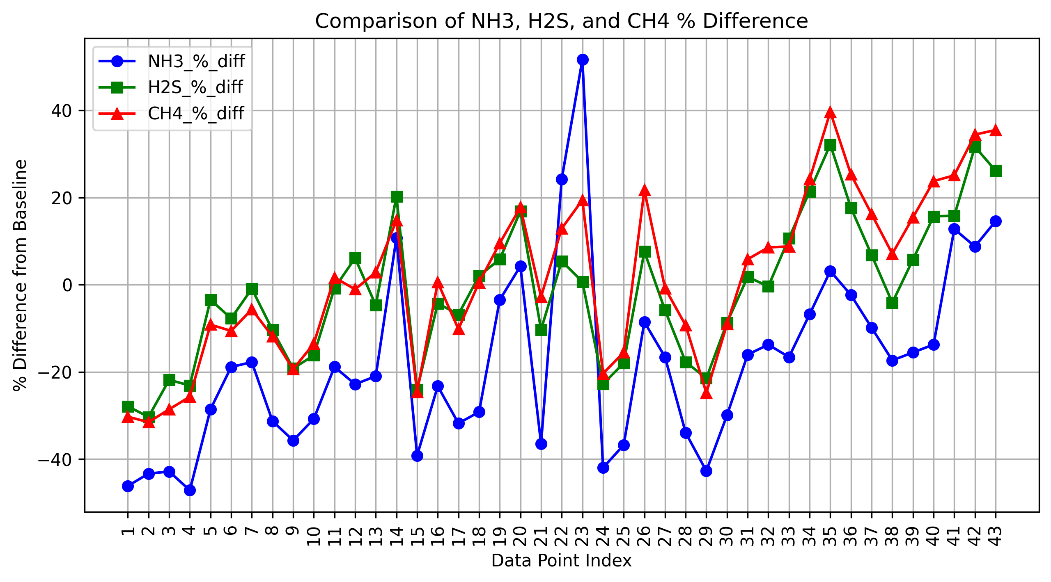 Comparison of NH3, H2S, and CH4 % Difference
NH3_%_diff
H2S_%_diff
CH4_%_diff
% Difference from Baseline
40
20
0
−20
−40
1 2 3 4 5 6 7 8 9 10 11 12 13 14 15 16 17 18 19 20 21 22 23 24 25 26 27 28 29 30 31 32 33 34 35 36 37 38 39 40 41 42 43
Data Point Index